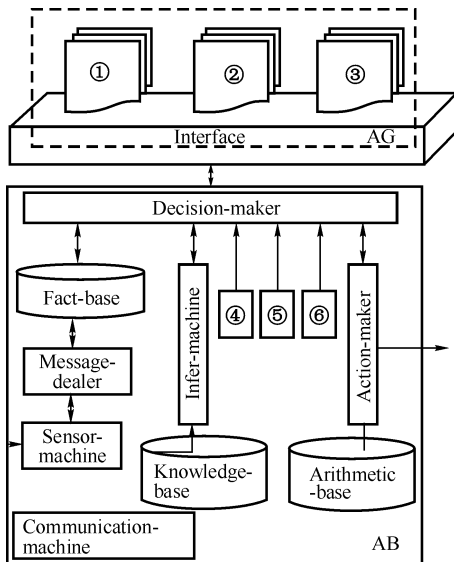 ① ② ③
Interface AG
Decision-maker
Fact-base
Infer-machine
④ ⑤ ⑥
Action-maker
Message-
dealer
Sensor-
machine
Knowledge-
base
Arithmetic
-base
Communication-
machine
AB